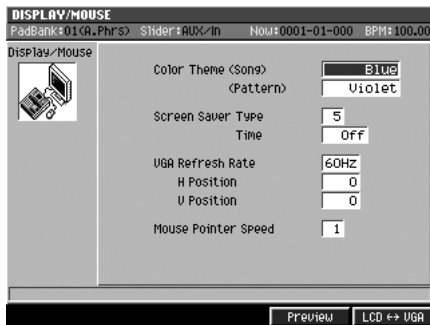 DISPLAY/MOUSE
PadBank:01(A.Phrs) Slider:AUX/In Now:0001-01-000 BPM:100.00
Display/Mouse
Color Theme (Song) Blue
(Pattern) Violet
Screen Saver Type 5
Time Off
VGA Refresh Rate 60Hz
H Position 0
V Position 0
Mouse Pointer Speed 1
Preview LCD ↔ VGA